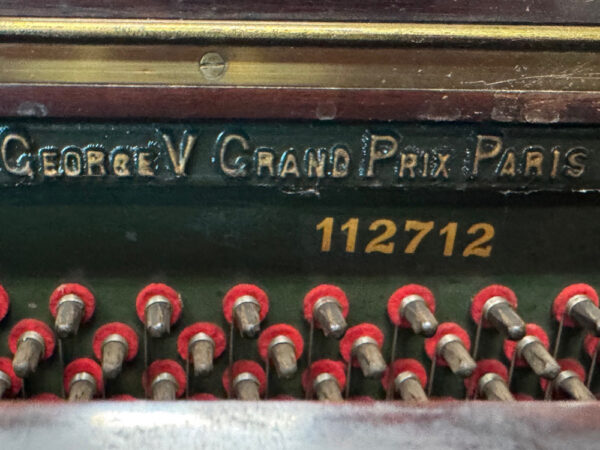 GEORGE V GRAND PRIX PARIS
112712